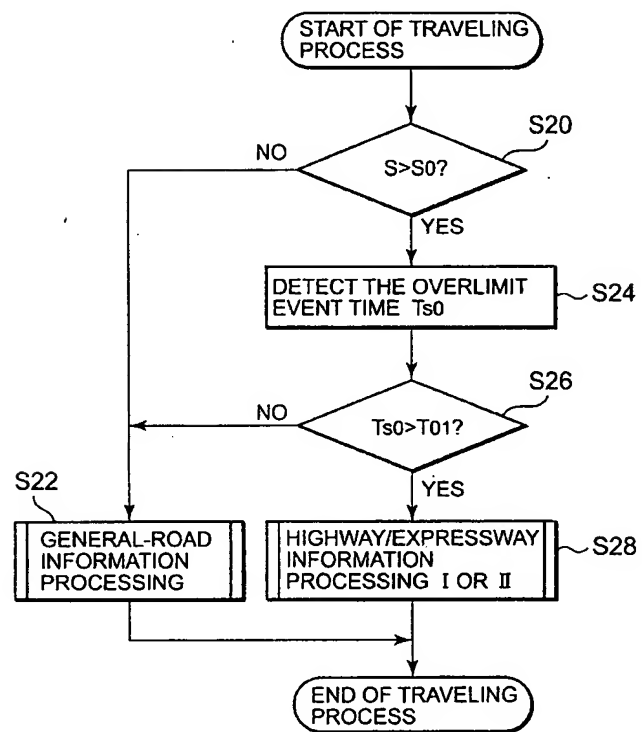 START OF TRAVELING
PROCESS
S20
NO
S>S0?
YES
DETECT THE OVERLIMIT
EVENT TIME Ts0
S24
S26
NO
Ts0>T01?
YES
S22
GENERAL-ROAD
INFORMATION
PROCESSING
HIGHWAY/EXPRESSWAY
INFORMATION
PROCESSING I OR II
S28
END OF TRAVELING
PROCESS